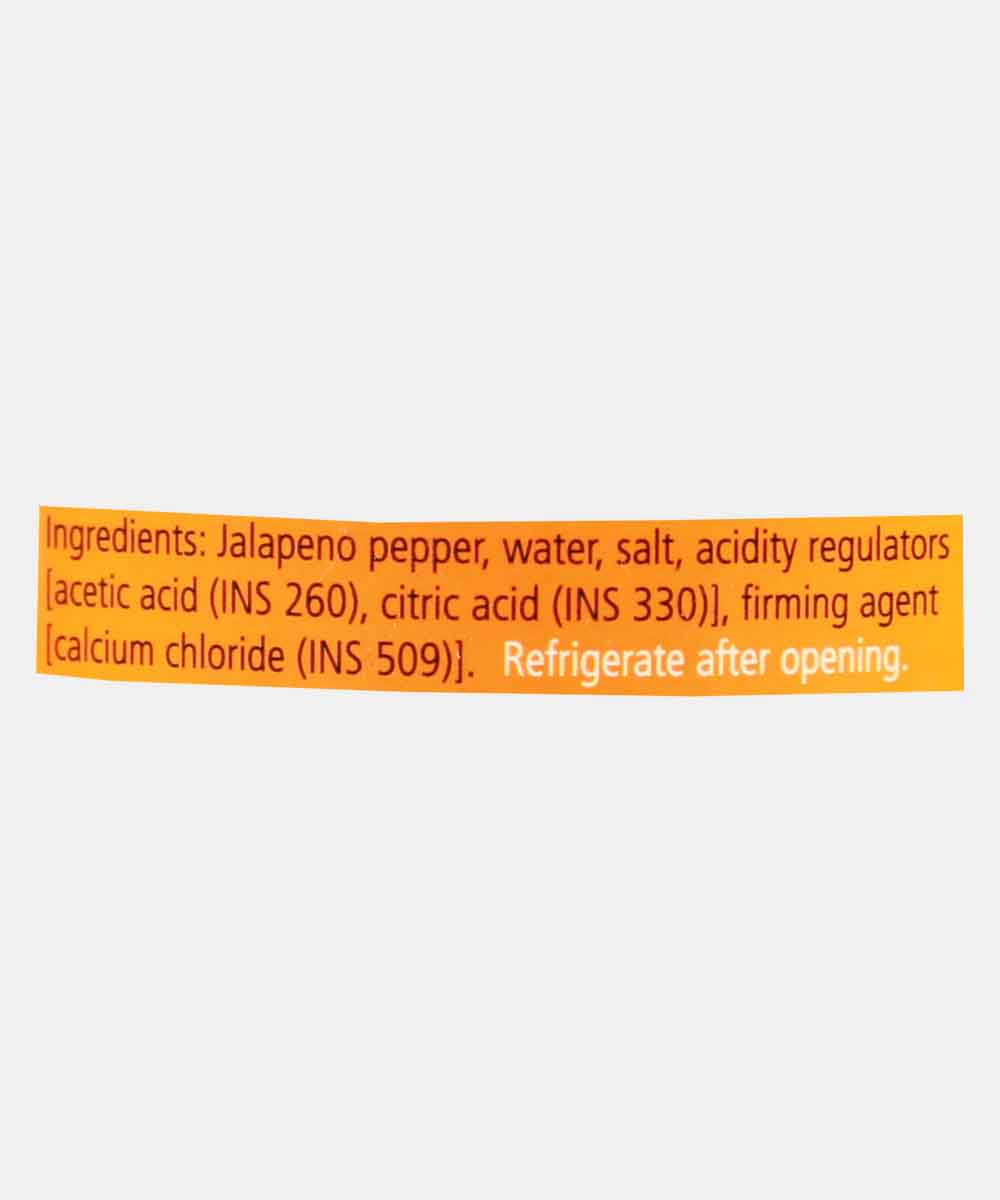 Ingredients: Jalapeno pepper, water, salt, acidity regulators
[acetic acid (INS 260), citric acid (INS 330)], firming agent
[calcium chloride (INS 509)]. Refrigerate after opening.